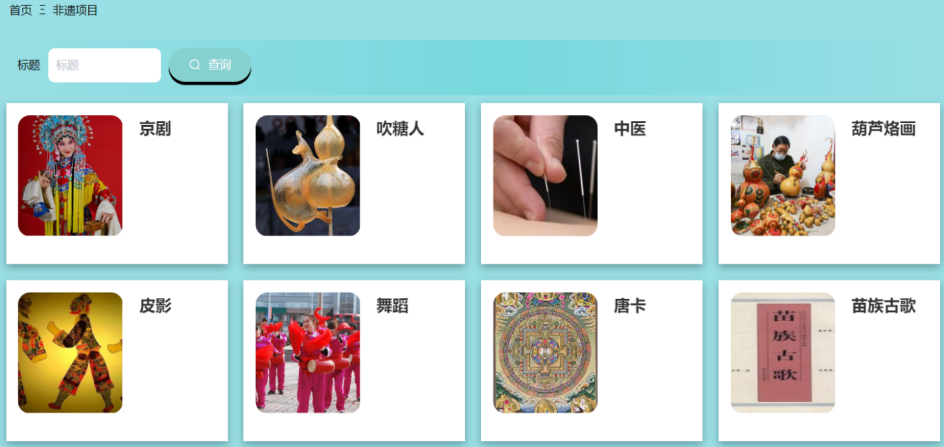 首页 Ξ 非遗项目
标题 标题 查询
京剧
吹糖人
中医
葫芦烙画
皮影
舞蹈
唐卡
苗族古歌
苗
族
古
歌